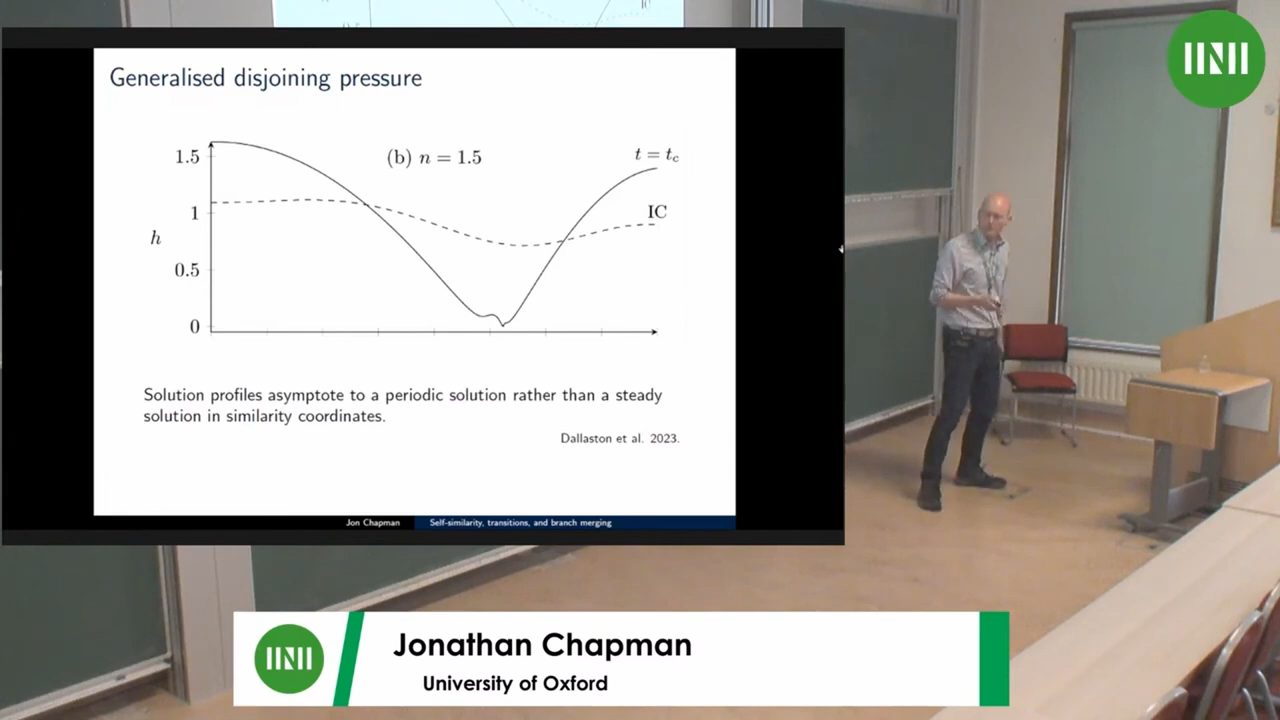 Generalised disjoining pressure
1.5
(b) n = 1.5
t = t_c
1
IC
h
0.5
0
Solution profiles asymptote to a periodic solution rather than a steady
solution in similarity coordinates.
Dallaston et al. 2023.
Jon Chapman
Self-similarity, transitions, and branch merging
Jonathan Chapman
University of Oxford